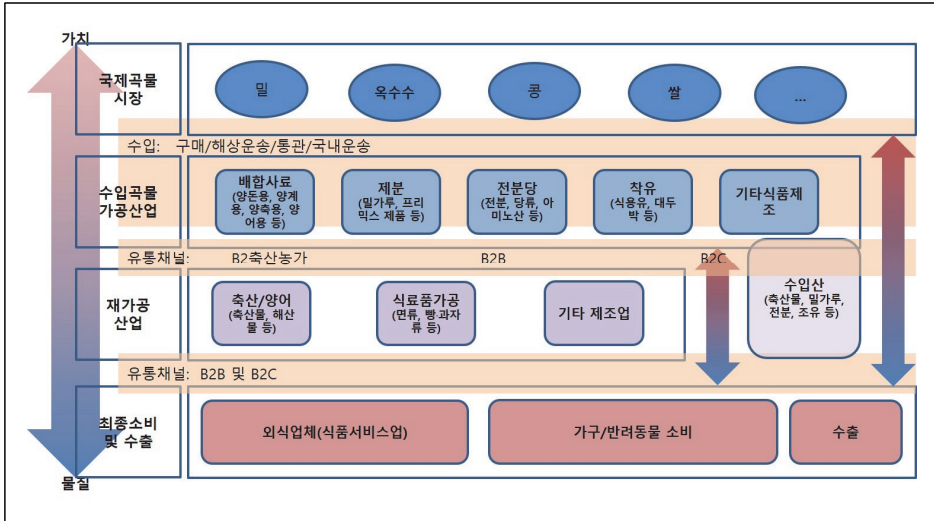 가치
국제곡물
시장
밀
옥수수
콩
쌀
...
수입: 구매/해상운송/통관/국내운송
수입곡물
가공산업
배합사료
(양돈용, 양계
용, 양축용, 양
어용 등)
제분
(밀가루, 프리
믹스 제품 등)
전분당
(전분, 당류, 아
미노산 등)
착유
(식용유, 대두
박 등)
기타식품제
조
유통채널: B2축산농가
B2B
B2C
재가공
산업
축산/양어
(축산물, 해산
물 등)
식료품가공
(면류, 빵.과자
류 등)
기타 제조업
수입산
(축산물, 밀가루,
전분, 조유 등)
유통채널: B2B 및 B2C
최종소비
및 수출
외식업체(식품서비스업)
가구/반려동물 소비
수출
물질